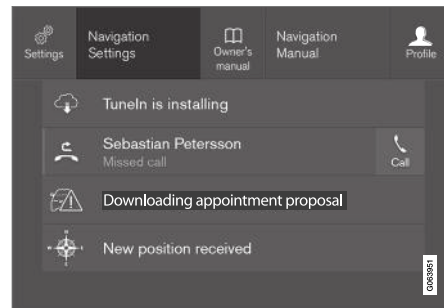 Settings
Navigation
Settings
Owner's
manual
Navigation
Manual
Profile
TuneIn is installing
Sebastian Petersson
Missed call
Call
Downloading appointment proposal
New position received
G063951